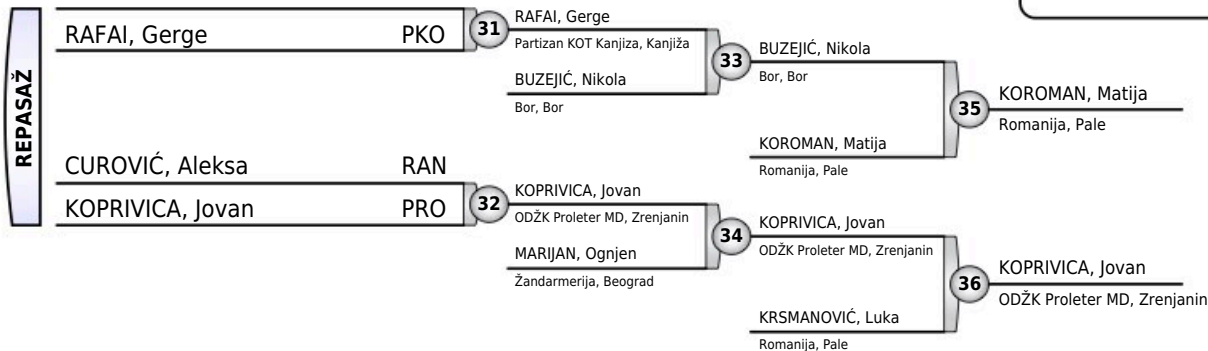 REPASAŽ
RAFAI, Gerge PKO
CUROVIĆ, Aleksa RAN
KOPRIVICA, Jovan PRO
31
RAFAI, Gerge
Partizan KOT Kanjiza, Kanjiža
BUZEJIĆ, Nikola
Bor, Bor
32
KOPRIVICA, Jovan
ODŽK Proleter MD, Zrenjanin
MARIJAN, Ognjen
Žandarmerija, Beograd
33
BUZEJIĆ, Nikola
Bor, Bor
KOROMAN, Matija
Romanija, Pale
34
KOPRIVICA, Jovan
ODŽK Proleter MD, Zrenjanin
KRSMANOVIĆ, Luka
Romanija, Pale
35
KOROMAN, Matija
Romanija, Pale
36
KOPRIVICA, Jovan
ODŽK Proleter MD, Zrenjanin